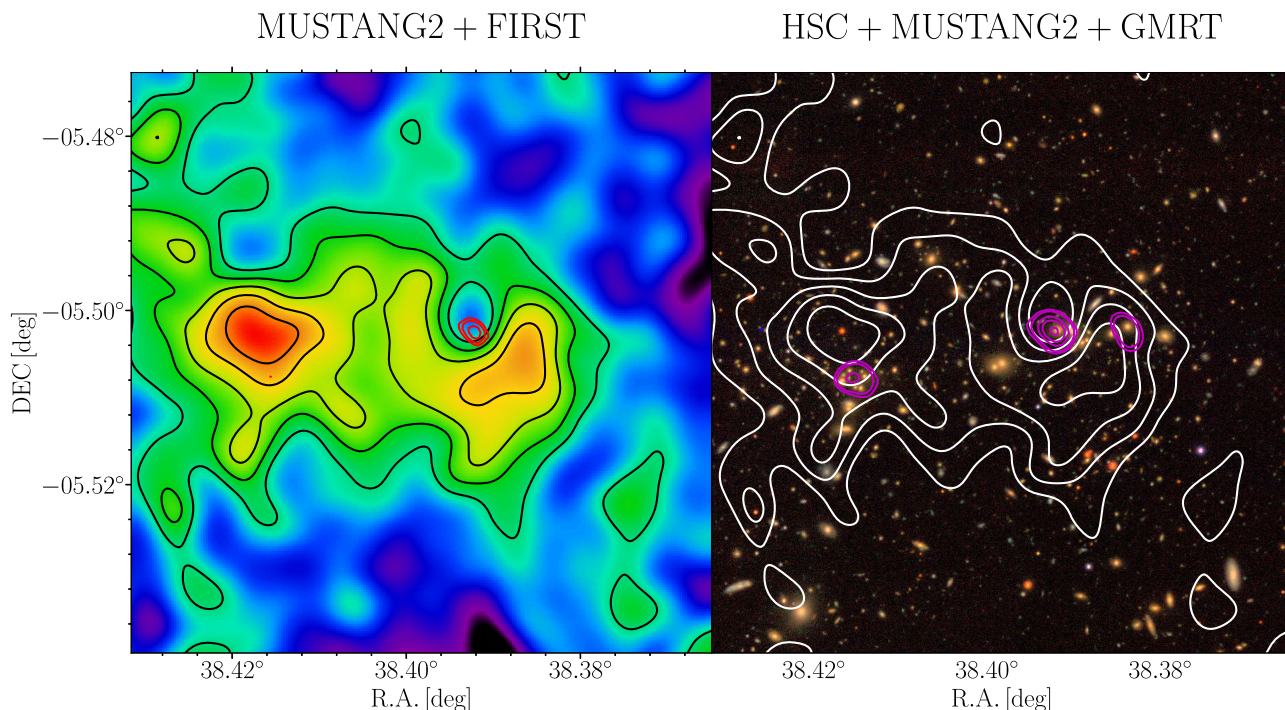 MUSTANG2 + FIRST
HSC + MUSTANG2 + GMRT
−05.48°
−05.50°
−05.52°
DEC [deg]
38.42°
38.40°
38.38°
R.A. [deg]
38.42°
38.40°
38.38°
R.A. [deg]